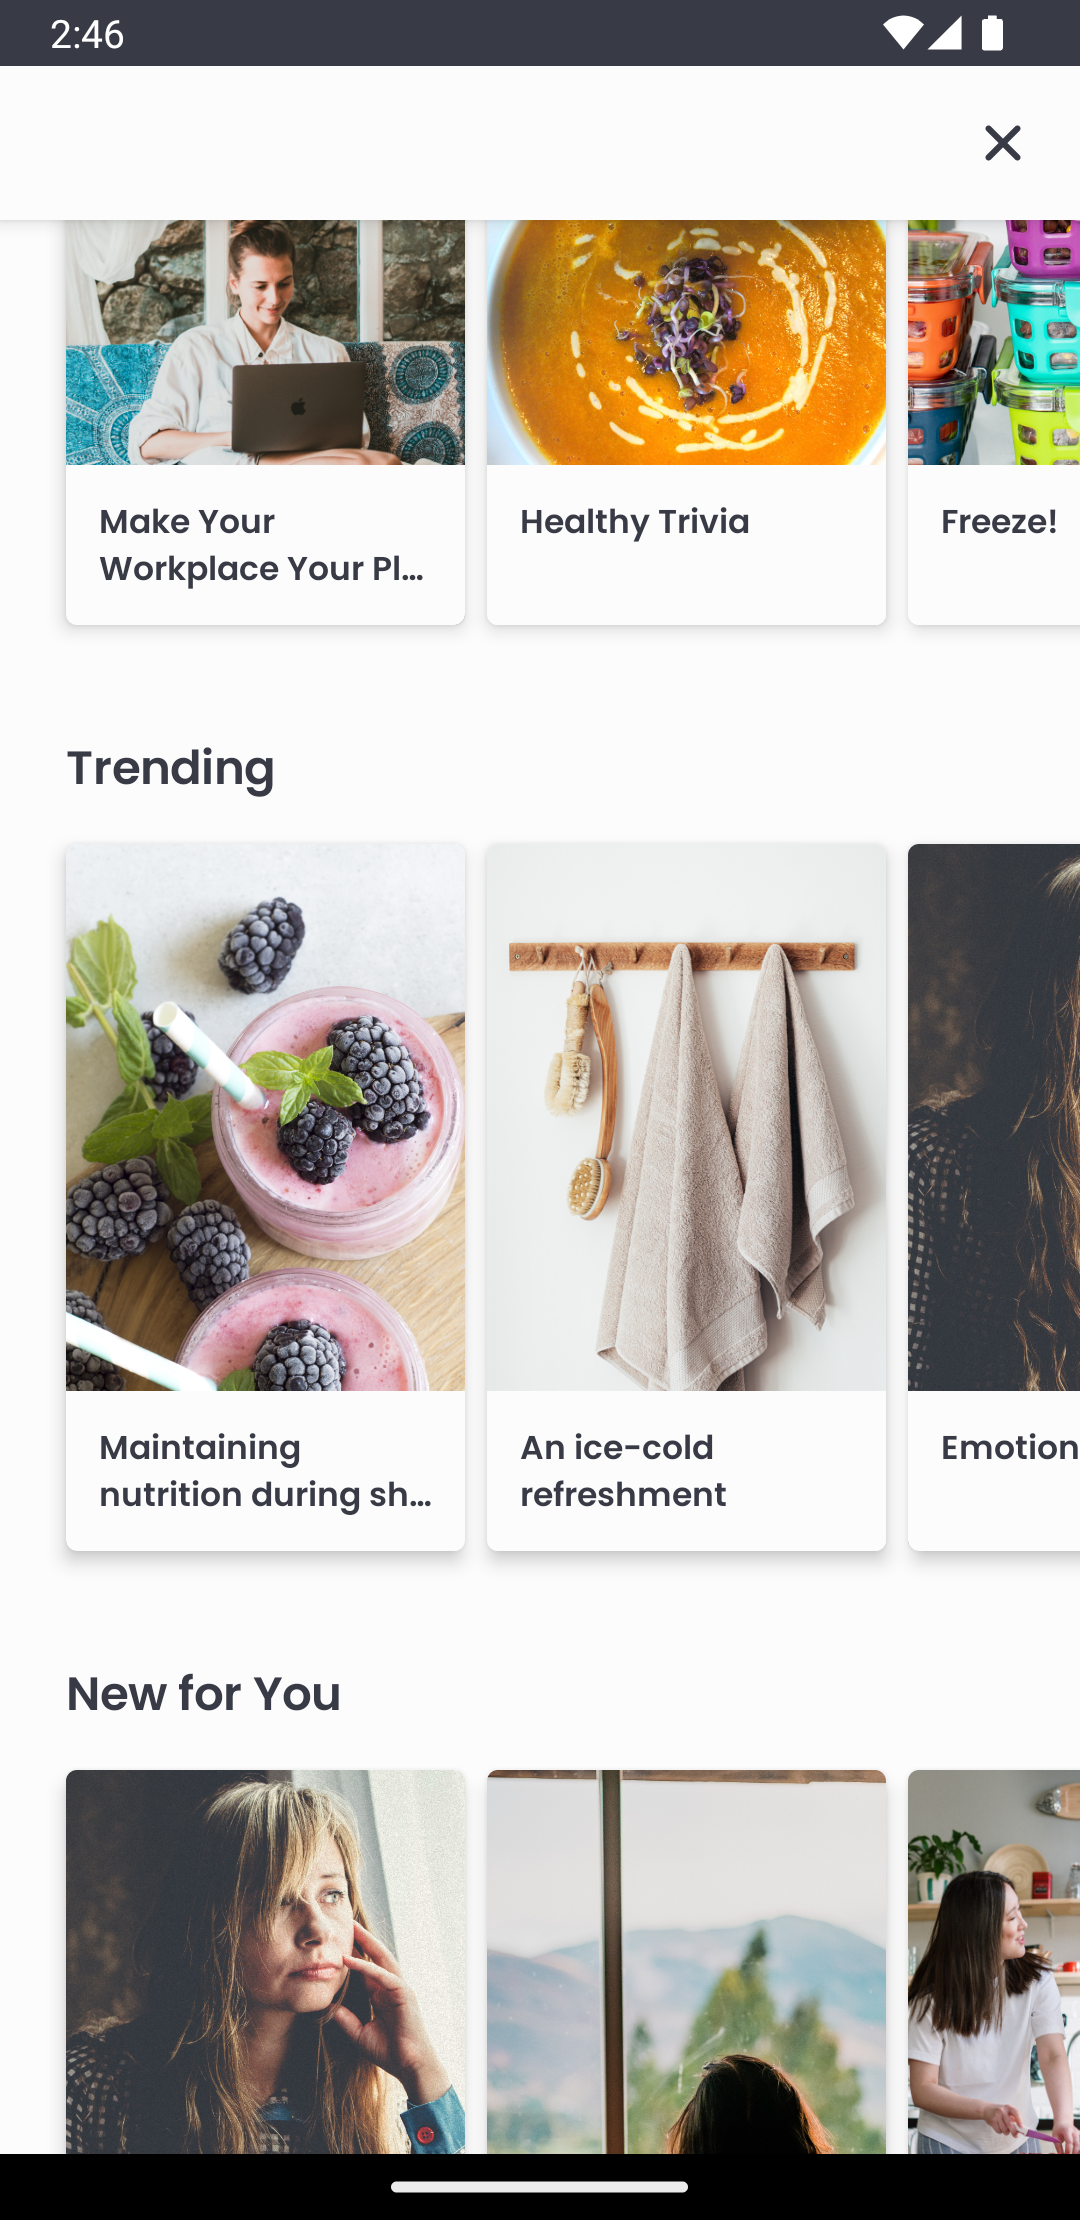 2:46
Make Your
Workplace Your Pl...
Healthy Trivia
Freeze!
Trending
Maintaining
nutrition during sh...
An ice-cold
refreshment
Emotion
New for You